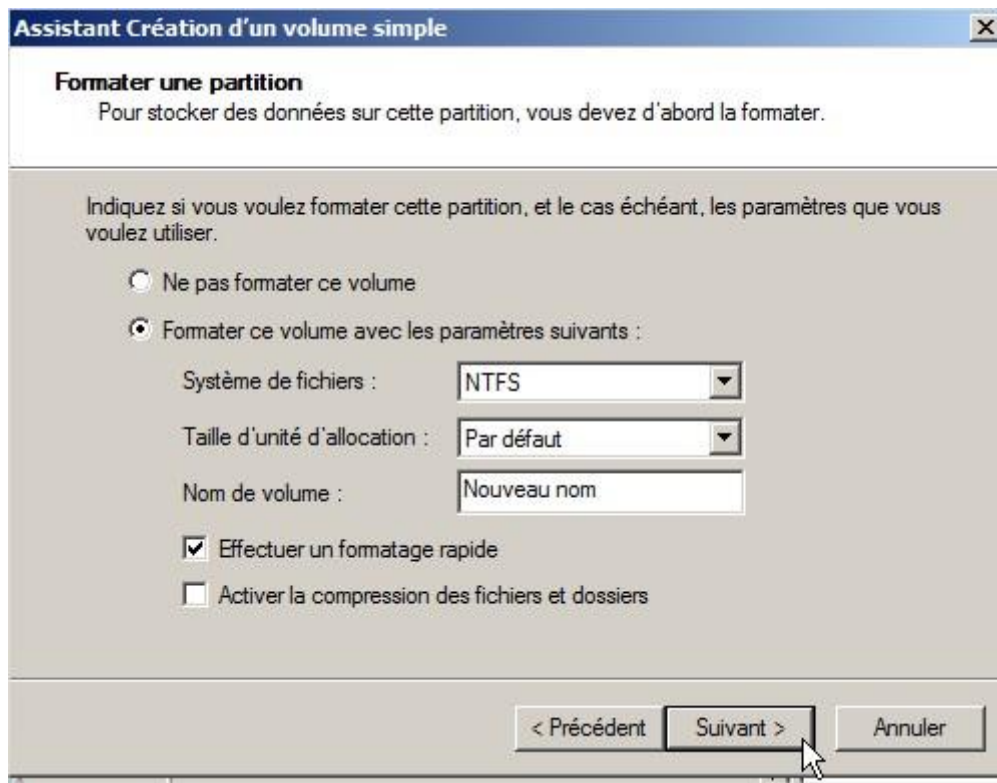 Assistant Création d'un volume simple
Formater une partition
Pour stocker des données sur cette partition, vous devez d'abord la formater.
Indiquez si vous voulez formater cette partition, et le cas échéant, les paramètres que vous
voulez utiliser.
Ne pas formater ce volume
Formater ce volume avec les paramètres suivants :
Système de fichiers : NTFS
Taille d'unité d'allocation : Par défaut
Nom de volume : Nouveau nom
Effectuer un formatage rapide
Activer la compression des fichiers et dossiers
< Précédent Suivant > Annuler